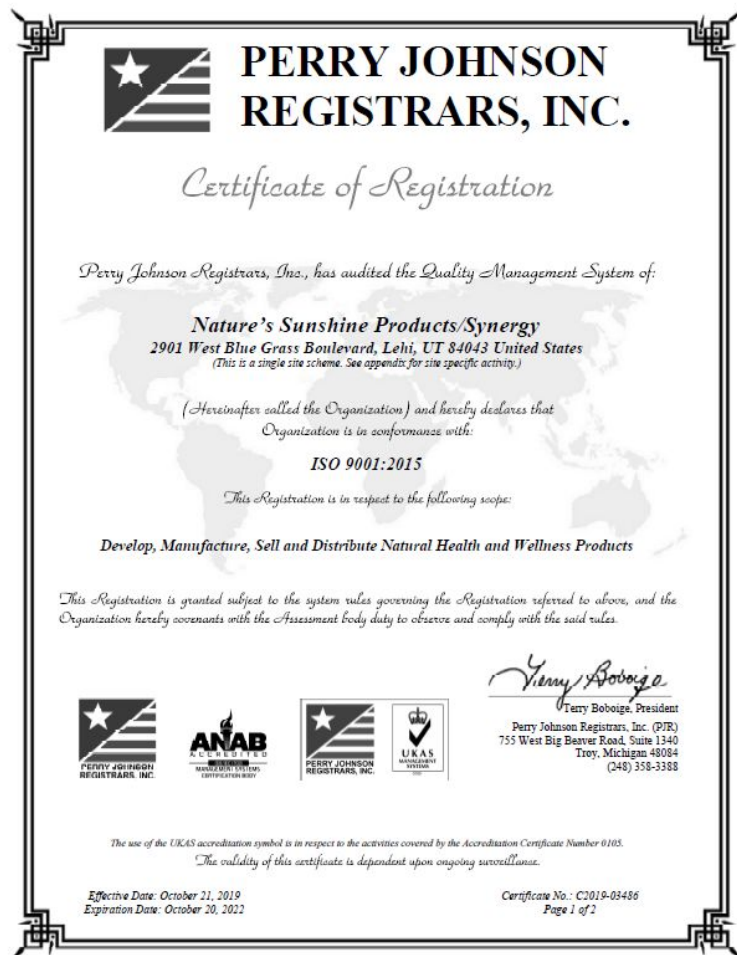 PERRY JOHNSON
REGISTRARS, INC.
Certificate of Registration
Perry Johnson Registrars, Inc., has audited the Quality Management System of:
Nature's Sunshine Products/Synergy
2901 West Blue Grass Boulevard, Lehi, UT 84043 United States
(This is a single site scheme. See appendix for site specific activity.)
(Hereinafter called the Organization) and hereby declares that
Organization is in conformance with:
ISO 9001:2015
This Registration is in respect to the following scope:
Develop, Manufacture, Sell and Distribute Natural Health and Wellness Products
This Registration is granted subject to the system rules governing the Registration referred to above, and the
Organization hereby covenants with the Assessment body duty to observe and comply with the said rules.
Terry Boboige
Terry Boboige, President
Perry Johnson Registrars, Inc. (PJR)
755 West Big Beaver Road, Suite 1340
Troy, Michigan 48084
(248) 358-3388
PERRY JOHNSON
REGISTRARS, INC.
ANAB
ACCREDITED
MANAGEMENT SYSTEMS
CERTIFICATION BODY
PERRY JOHNSON
REGISTRARS, INC.
UKAS
MANAGEMENT
SYSTEMS
The use of the UKAS accreditation symbol is in respect to the activities covered by the Accreditation Certificate Number 0105.
The validity of this certificate is dependent upon ongoing surveillance.
Effective Date: October 21, 2019
Expiration Date: October 20, 2022
Certificate No.: C2019-03486
Page 1 of 2